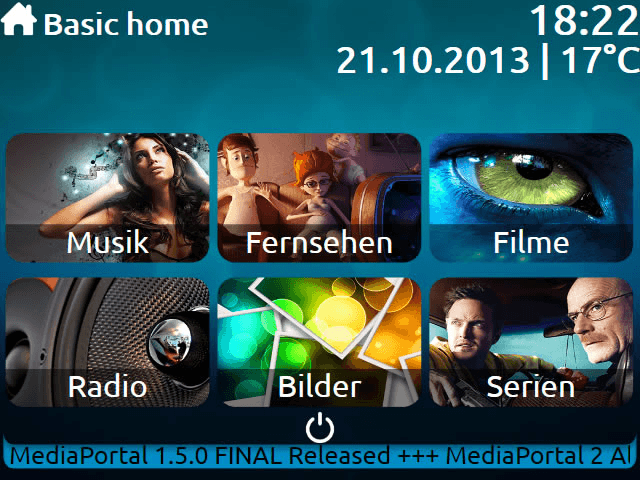 Basic home
18:22
21.10.2013 | 17°C
Musik
Fernsehen
Filme
Radio
Bilder
Serien
MediaPortal 1.5.0 FINAL Released +++ MediaPortal 2 Al